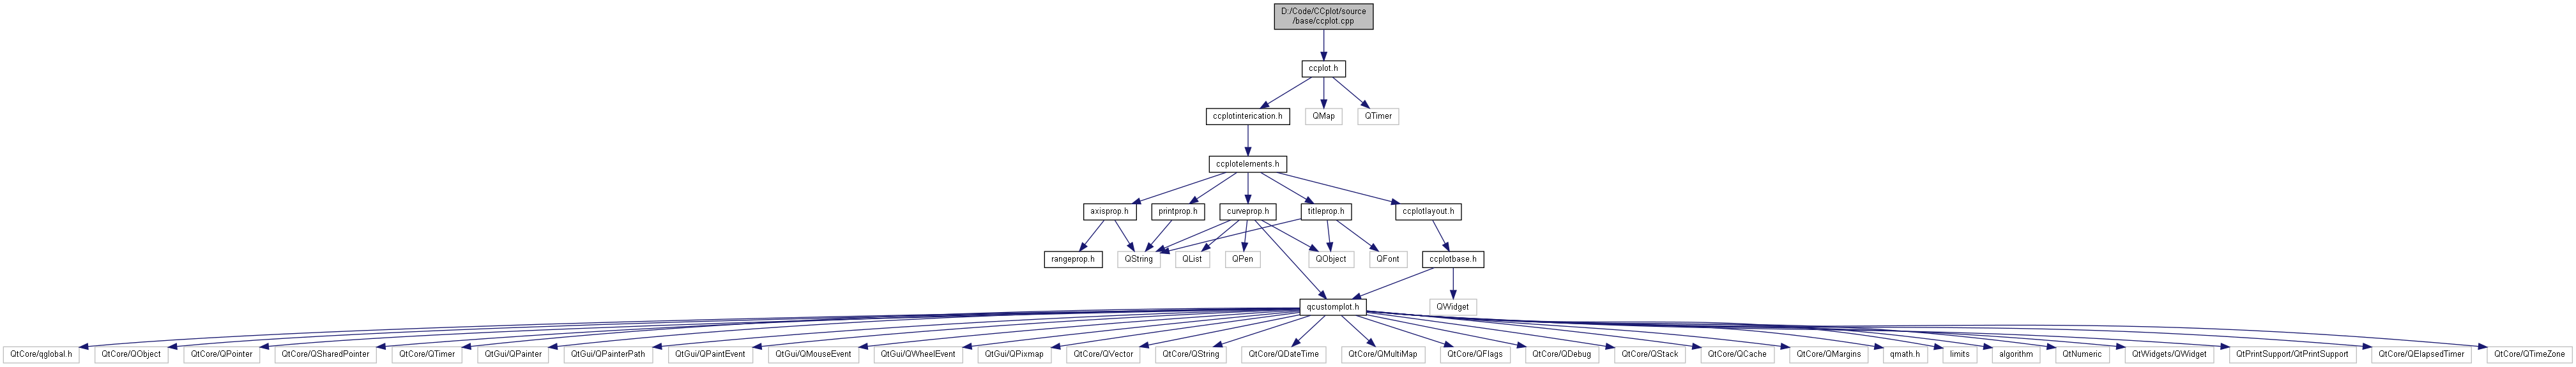 D:/Code/CCplot/source
/base/ccplot.cpp
ccplot.h
ccplotinterication.h
QMap
QTimer
ccplotelements.h
axisprop.h
printprop.h
curveprop.h
titleprop.h
ccplotlayout.h
rangeprop.h
QString
QList
QPen
QObject
QFont
ccplotbase.h
qcustomplot.h
QWidget
QtCore/qglobal.h
QtCore/QObject
QtCore/QPointer
QtCore/QSharedPointer
QtCore/QTimer
QtGui/QPainter
QtGui/QPainterPath
QtGui/QPaintEvent
QtGui/QMouseEvent
QtGui/QWheelEvent
QtGui/QPixmap
QtCore/QVector
QtCore/QString
QtCore/QDateTime
QtCore/QMultiMap
QtCore/QFlags
QtCore/QDebug
QtCore/QStack
QtCore/QCache
QtCore/QMargins
qmath.h
limits
algorithm
QtNumeric
QtWidgets/QWidget
QtPrintSupport/QtPrintSupport
QtCore/QElapsedTimer
QtCore/QTimeZone